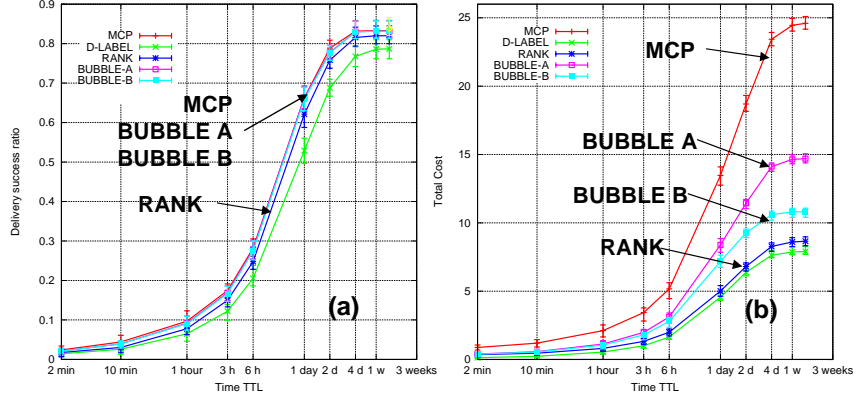 0.9
0.8
0.7
0.6
0.5
0.4
0.3
0.2
0.1
0
Delivery success ratio
MCP
D-LABEL
RANK
BUBBLE-A
BUBBLE-B
MCP
BUBBLE A
BUBBLE B
RANK
(a)
2 min
10 min
1 hour
3 h
6 h
1 day
2 d
4 d
1 w
3 weeks
Time TTL
25
20
15
10
5
0
Total Cost
MCP
D-LABEL
RANK
BUBBLE-A
BUBBLE-B
MCP
BUBBLE A
BUBBLE B
RANK
(b)
2 min
10 min
1 hour
3 h
6 h
1 day
2 d
4 d
1 w
3 weeks
Time TTL